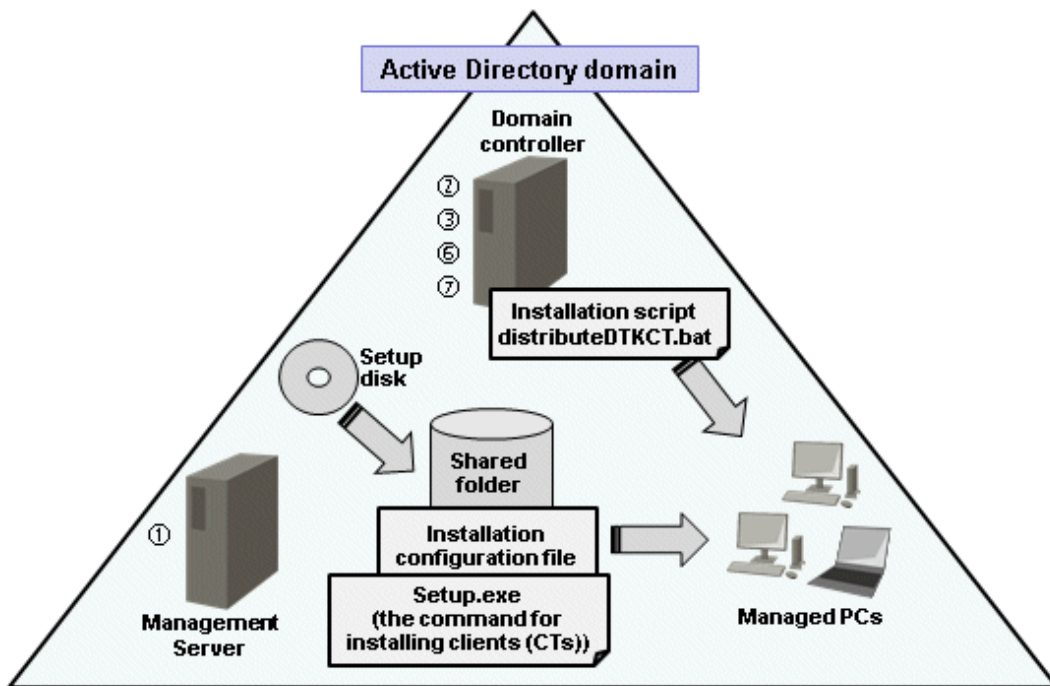 Active Directory domain
Domain
controller
②
③
⑥
⑦
Installation script
distributeDTKCT.bat
Setup
disk
Shared
folder
①
Installation
configuration file
Setup.exe
(the command for
installing clients (CTs))
Management
Server
Managed PCs